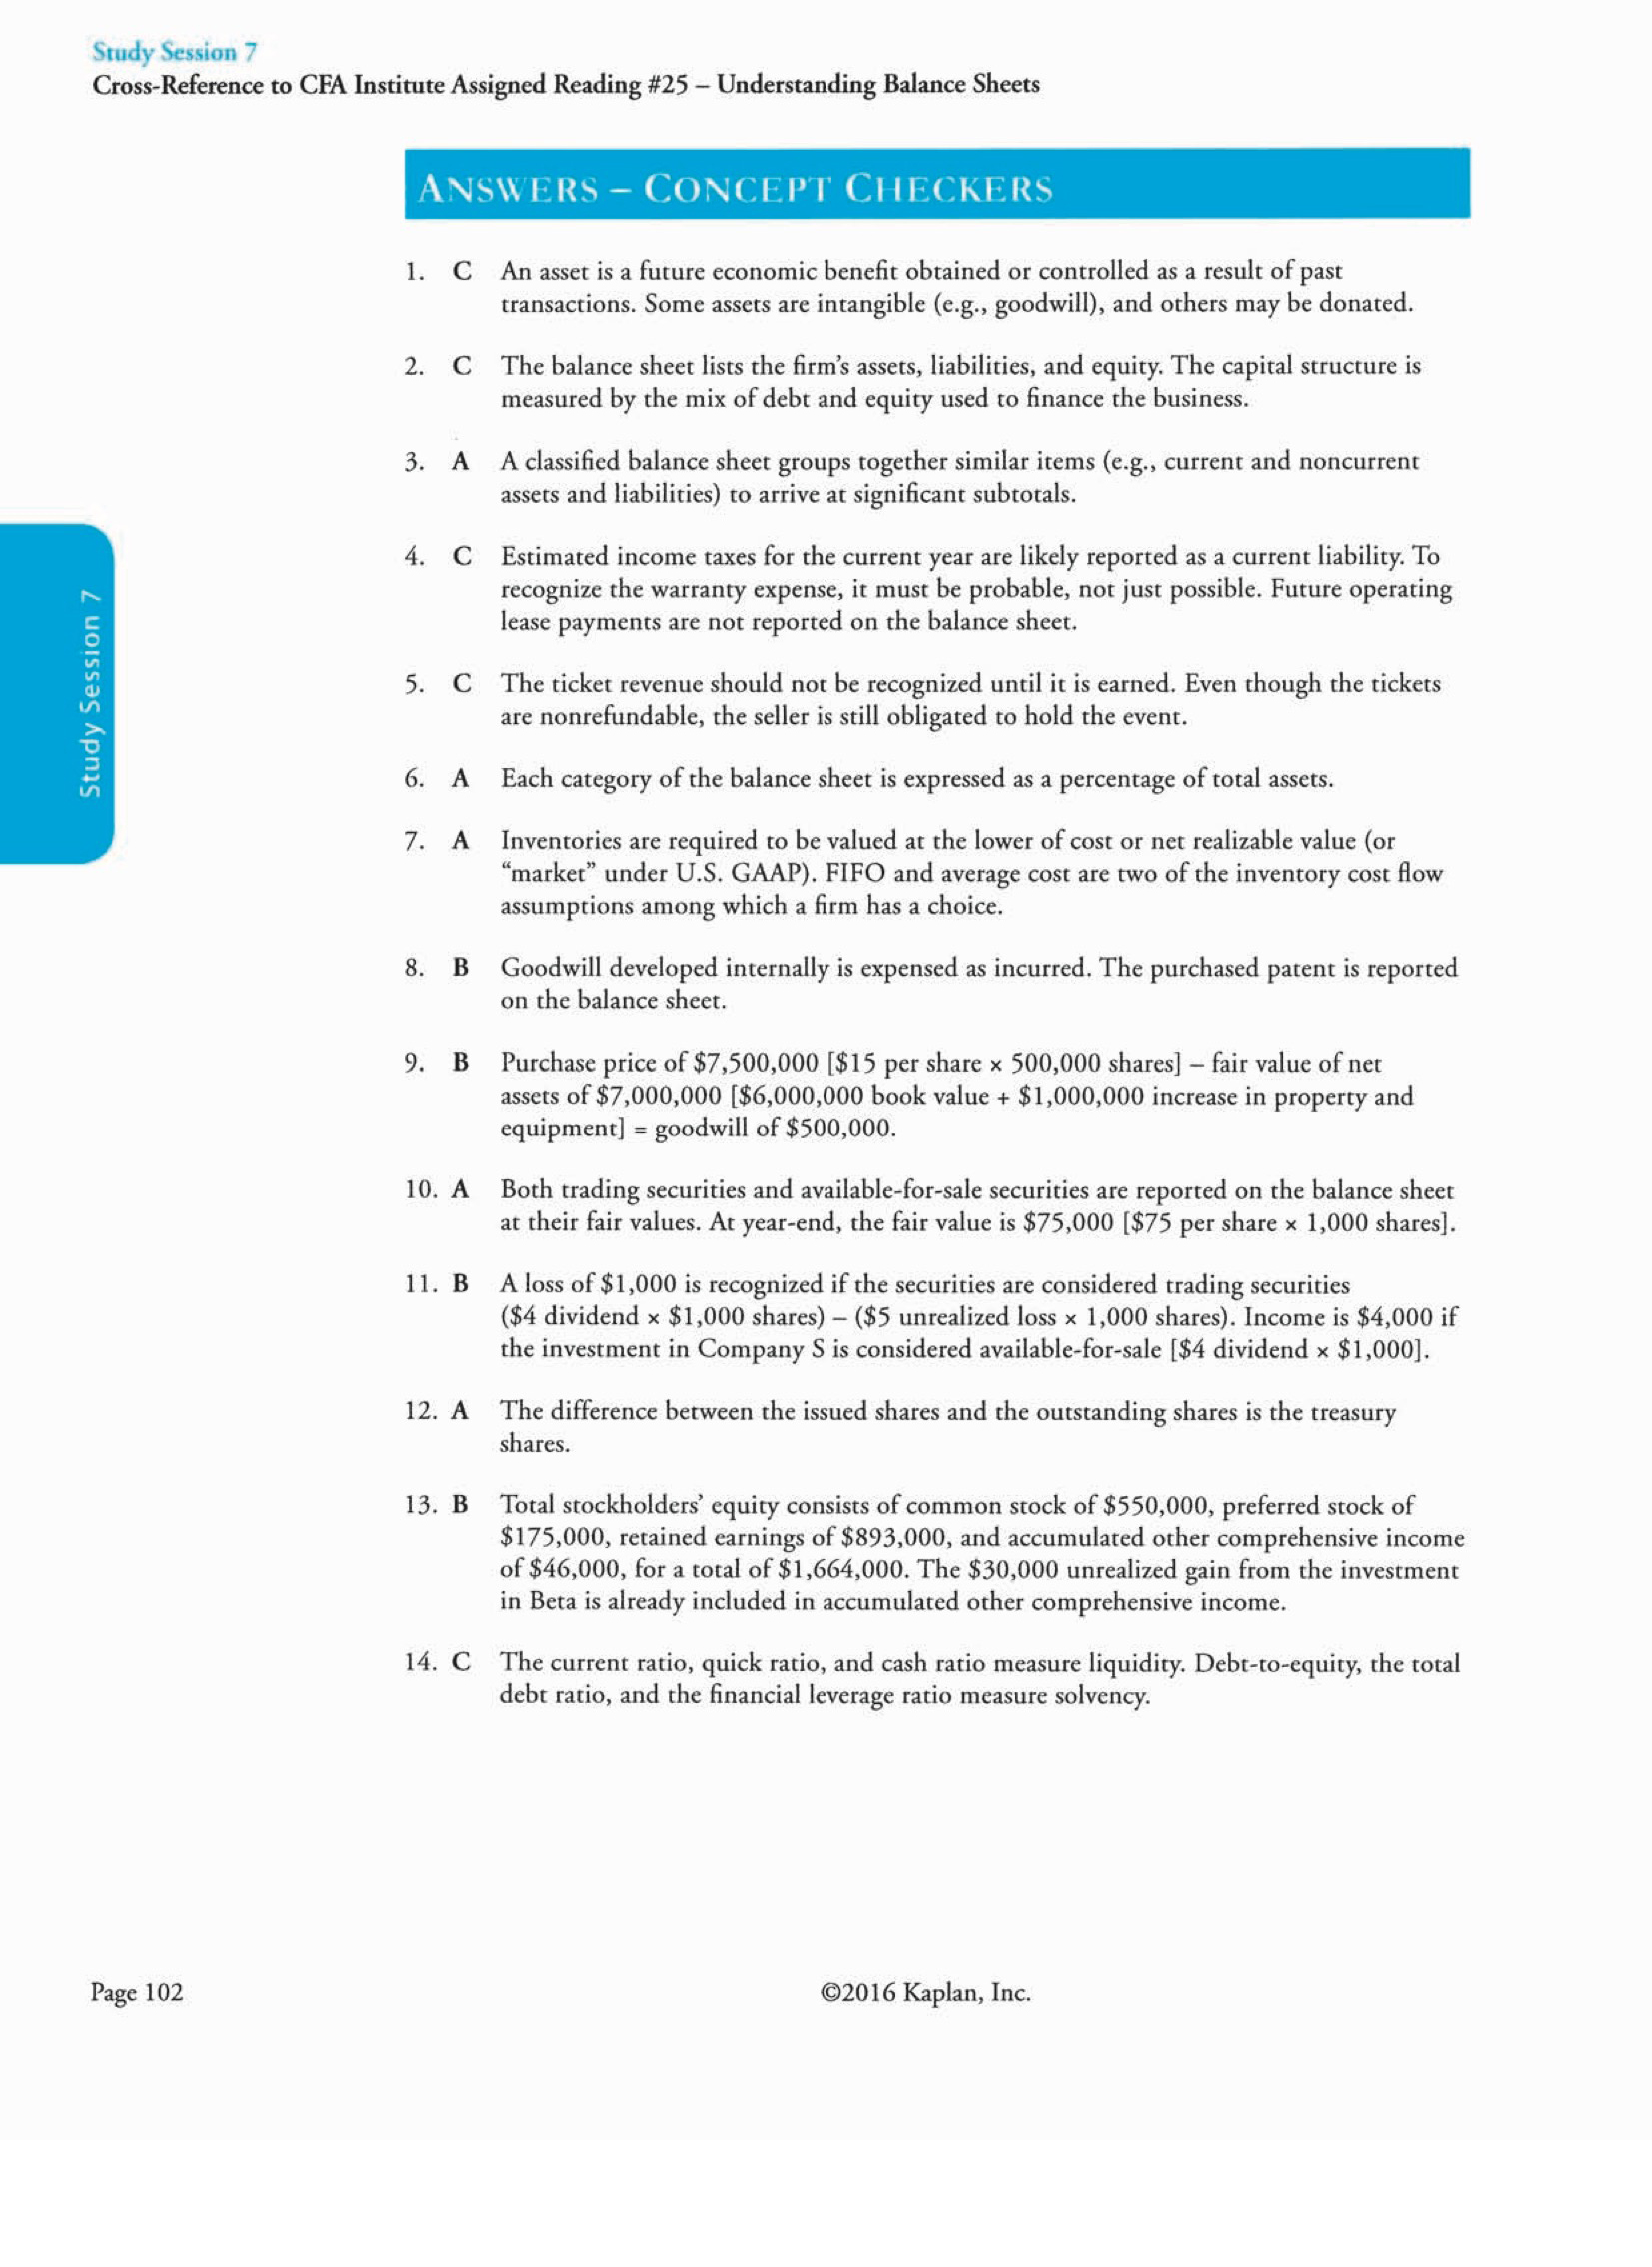 Study Session 7
Cross-Reference to CFA Institute Assigned Reading #25 – Understanding Balance Sheets
ANSWERS – CONCEPT CHECKERS
1. C An asset is a future economic benefit obtained or controlled as a result of past
transactions. Some assets are intangible (e.g., goodwill), and others may be donated.
2. C The balance sheet lists the firm's assets, liabilities, and equity. The capital structure is
measured by the mix of debt and equity used to finance the business.
3. A A classified balance sheet groups together similar items (e.g., current and noncurrent
assets and liabilities) to arrive at significant subtotals.
4. C Estimated income taxes for the current year are likely reported as a current liability. To
recognize the warranty expense, it must be probable, not just possible. Future operating
lease payments are not reported on the balance sheet.
5. C The ticket revenue should not be recognized until it is earned. Even though the tickets
are nonrefundable, the seller is still obligated to hold the event.
6. A Each category of the balance sheet is expressed as a percentage of total assets.
7. A Inventories are required to be valued at the lower of cost or net realizable value (or
“market” under U.S. GAAP). FIFO and average cost are two of the inventory cost flow
assumptions among which a firm has a choice.
8. B Goodwill developed internally is expensed as incurred. The purchased patent is reported
on the balance sheet.
9. B Purchase price of $7,500,000 [$15 per share × 500,000 shares] – fair value of net
assets of $7,000,000 [$6,000,000 book value + $1,000,000 increase in property and
equipment] = goodwill of $500,000.
10. A Both trading securities and available-for-sale securities are reported on the balance sheet
at their fair values. At year-end, the fair value is $75,000 [$75 per share × 1,000 shares].
11. B A loss of $1,000 is recognized if the securities are considered trading securities
($4 dividend × $1,000 shares) – ($5 unrealized loss × 1,000 shares). Income is $4,000 if
the investment in Company S is considered available-for-sale [$4 dividend × $1,000].
12. A The difference between the issued shares and the outstanding shares is the treasury
shares.
13. B Total stockholders' equity consists of common stock of $550,000, preferred stock of
$175,000, retained earnings of $893,000, and accumulated other comprehensive income
of $46,000, for a total of $1,664,000. The $30,000 unrealized gain from the investment
in Beta is already included in accumulated other comprehensive income.
14. C The current ratio, quick ratio, and cash ratio measure liquidity. Debt-to-equity, the total
debt ratio, and the financial leverage ratio measure solvency.
Study Session 7
Page 102
©2016 Kaplan, Inc.